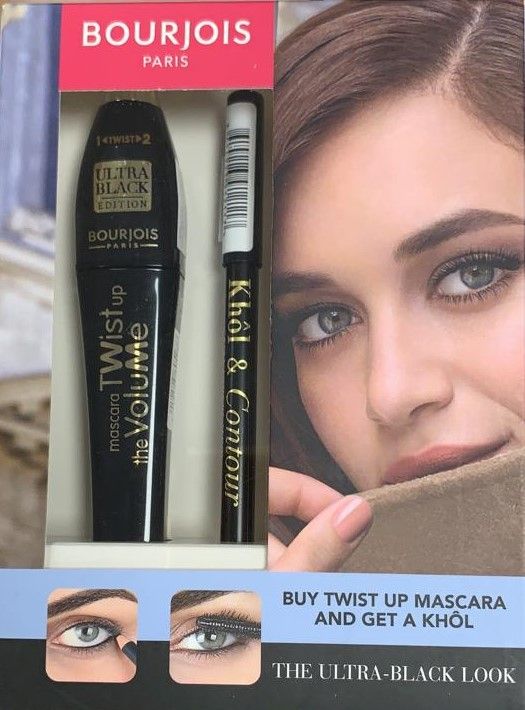 BOURJOIS
PARIS
1 ◄TWIST► 2
ULTRA
BLACK
EDITION
BOURJOIS
PARIS
mascara TWist up
the VoluMe
Khôl & Contour
BUY TWIST UP MASCARA
AND GET A KHÔL
THE ULTRA-BLACK LOOK